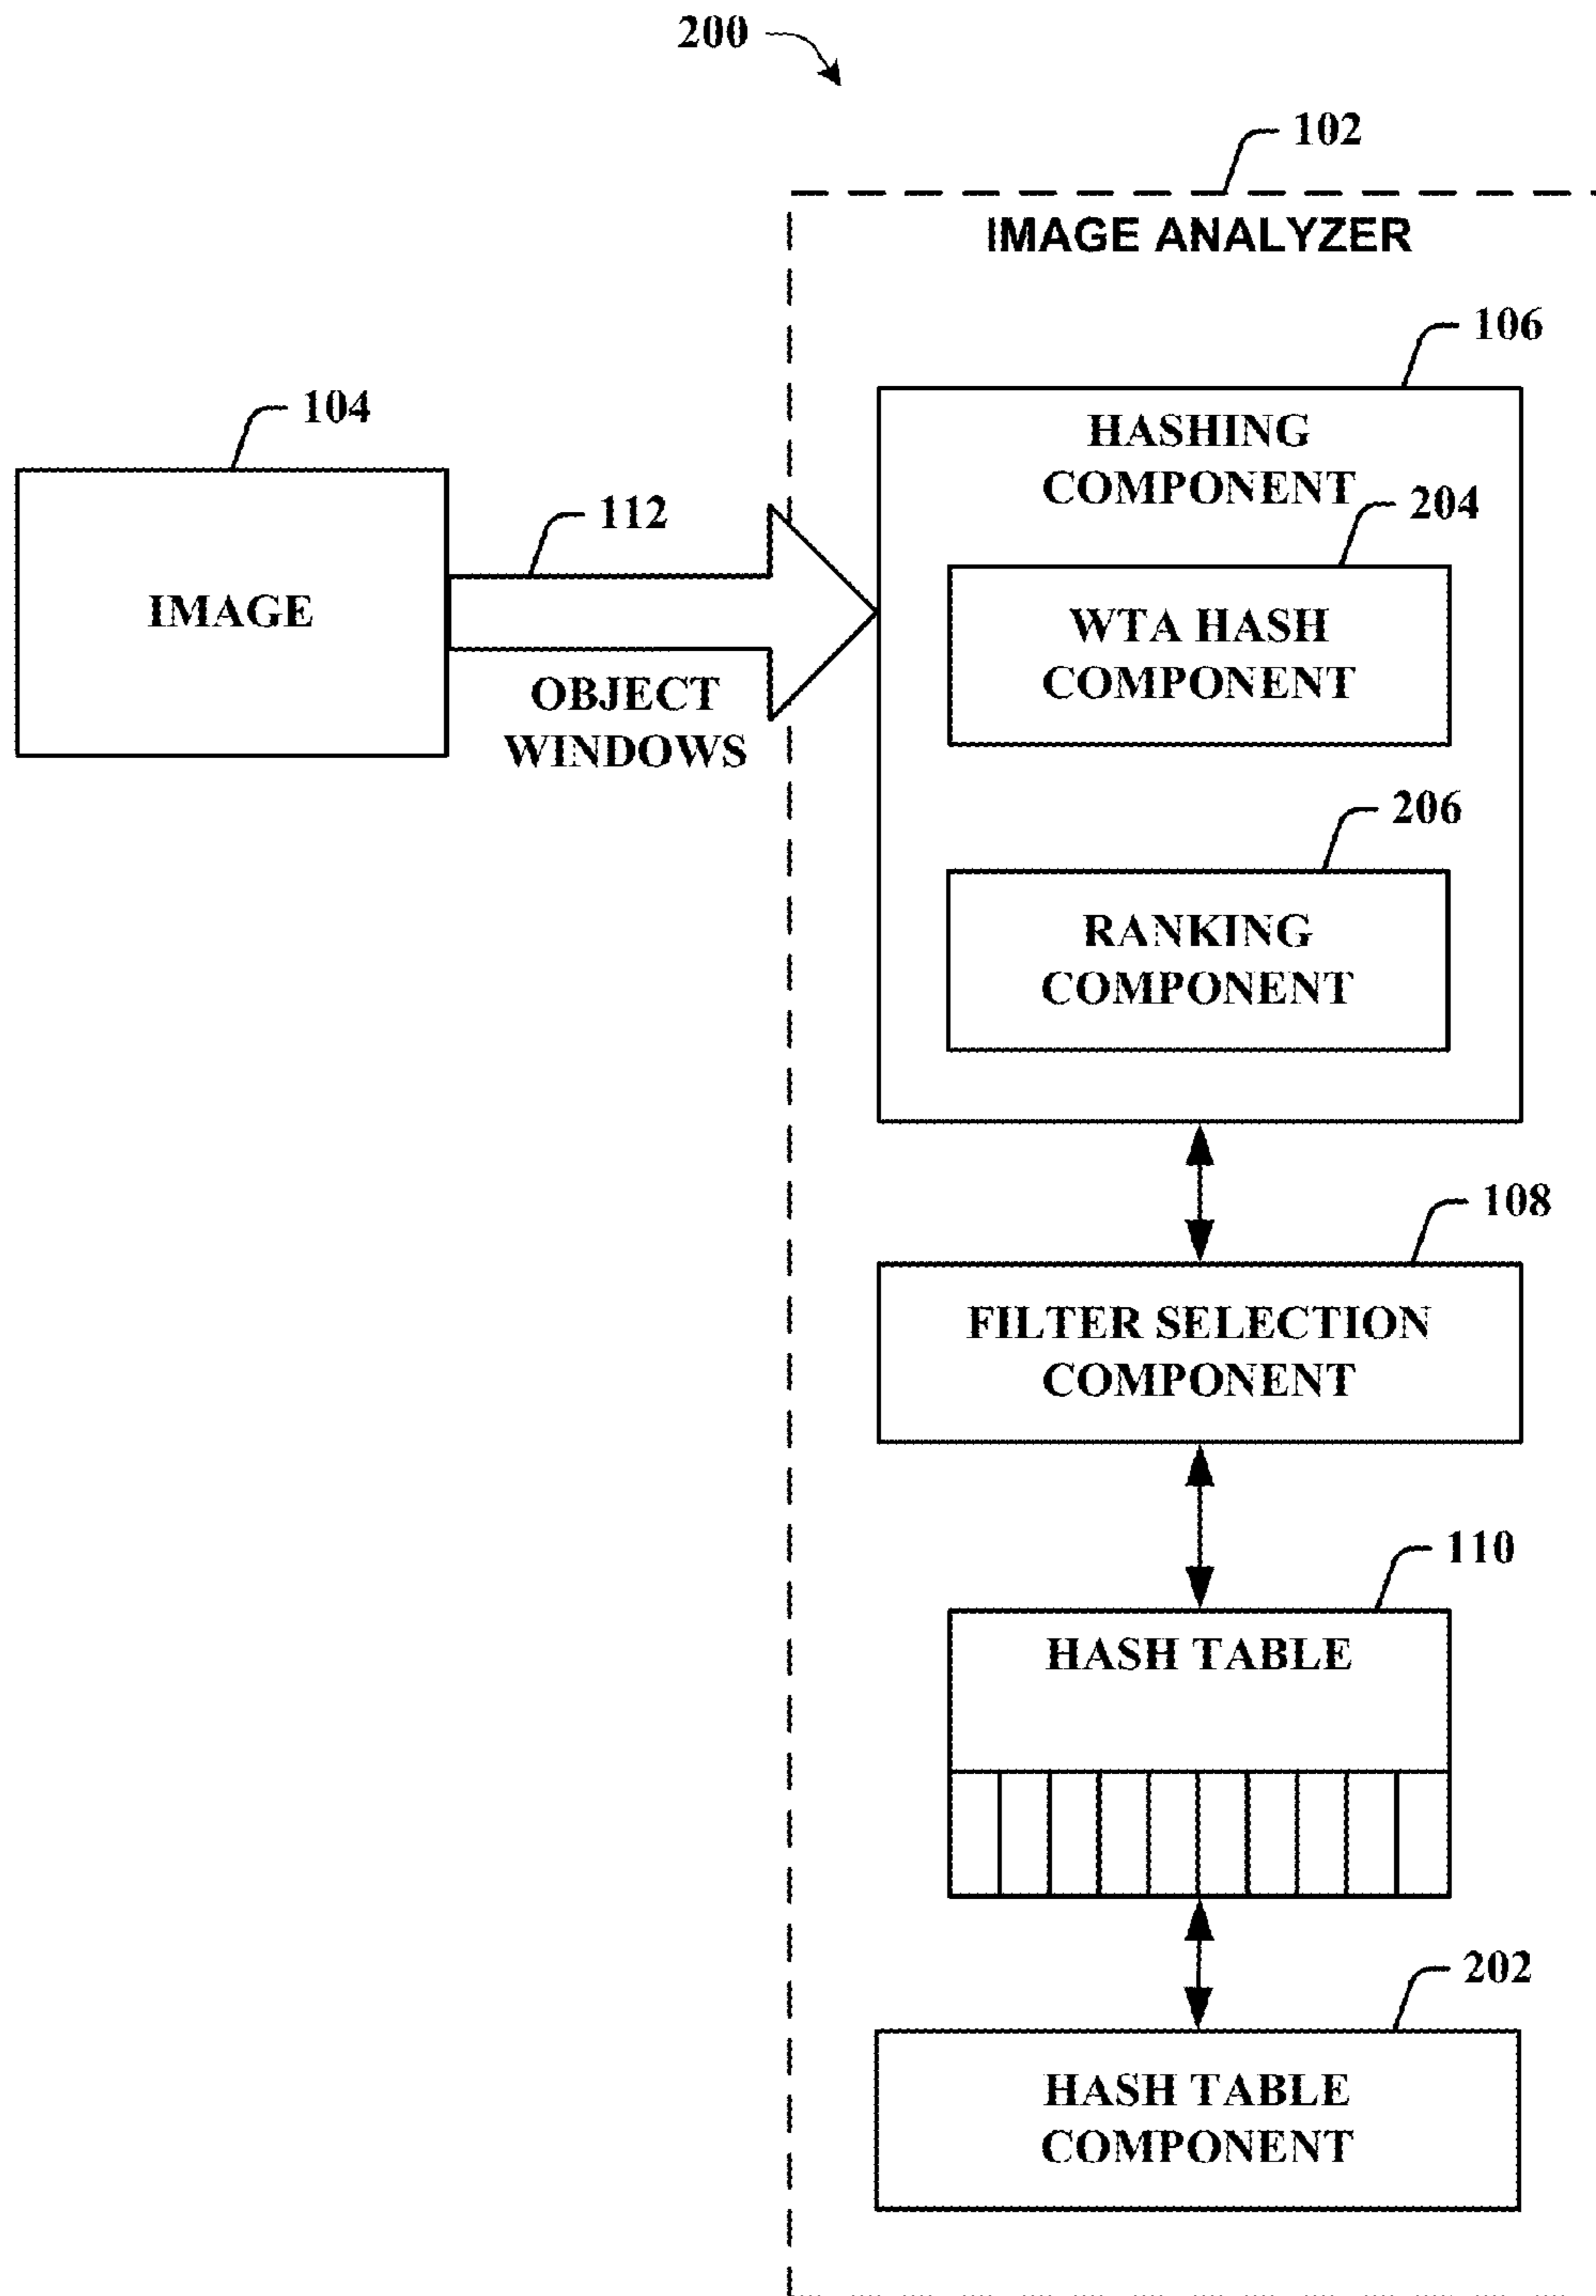 200
102
IMAGE ANALYZER
106
HASHING
COMPONENT
104
IMAGE
112
OBJECT
WINDOWS
204
WTA HASH
COMPONENT
206
RANKING
COMPONENT
108
FILTER SELECTION
COMPONENT
110
HASH TABLE
202
HASH TABLE
COMPONENT